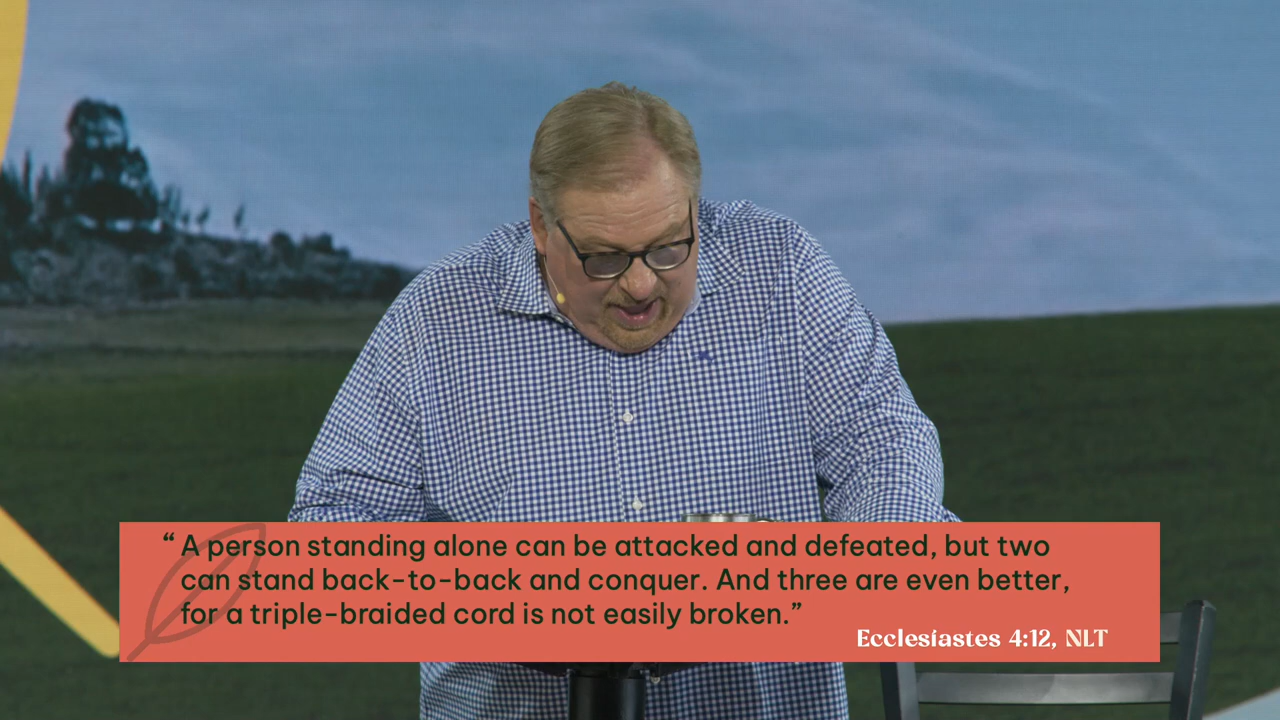 “A person standing alone can be attacked and defeated, but two
can stand back-to-back and conquer. And three are even better,
for a triple-braided cord is not easily broken.”
Ecclesiastes 4:12, NLT